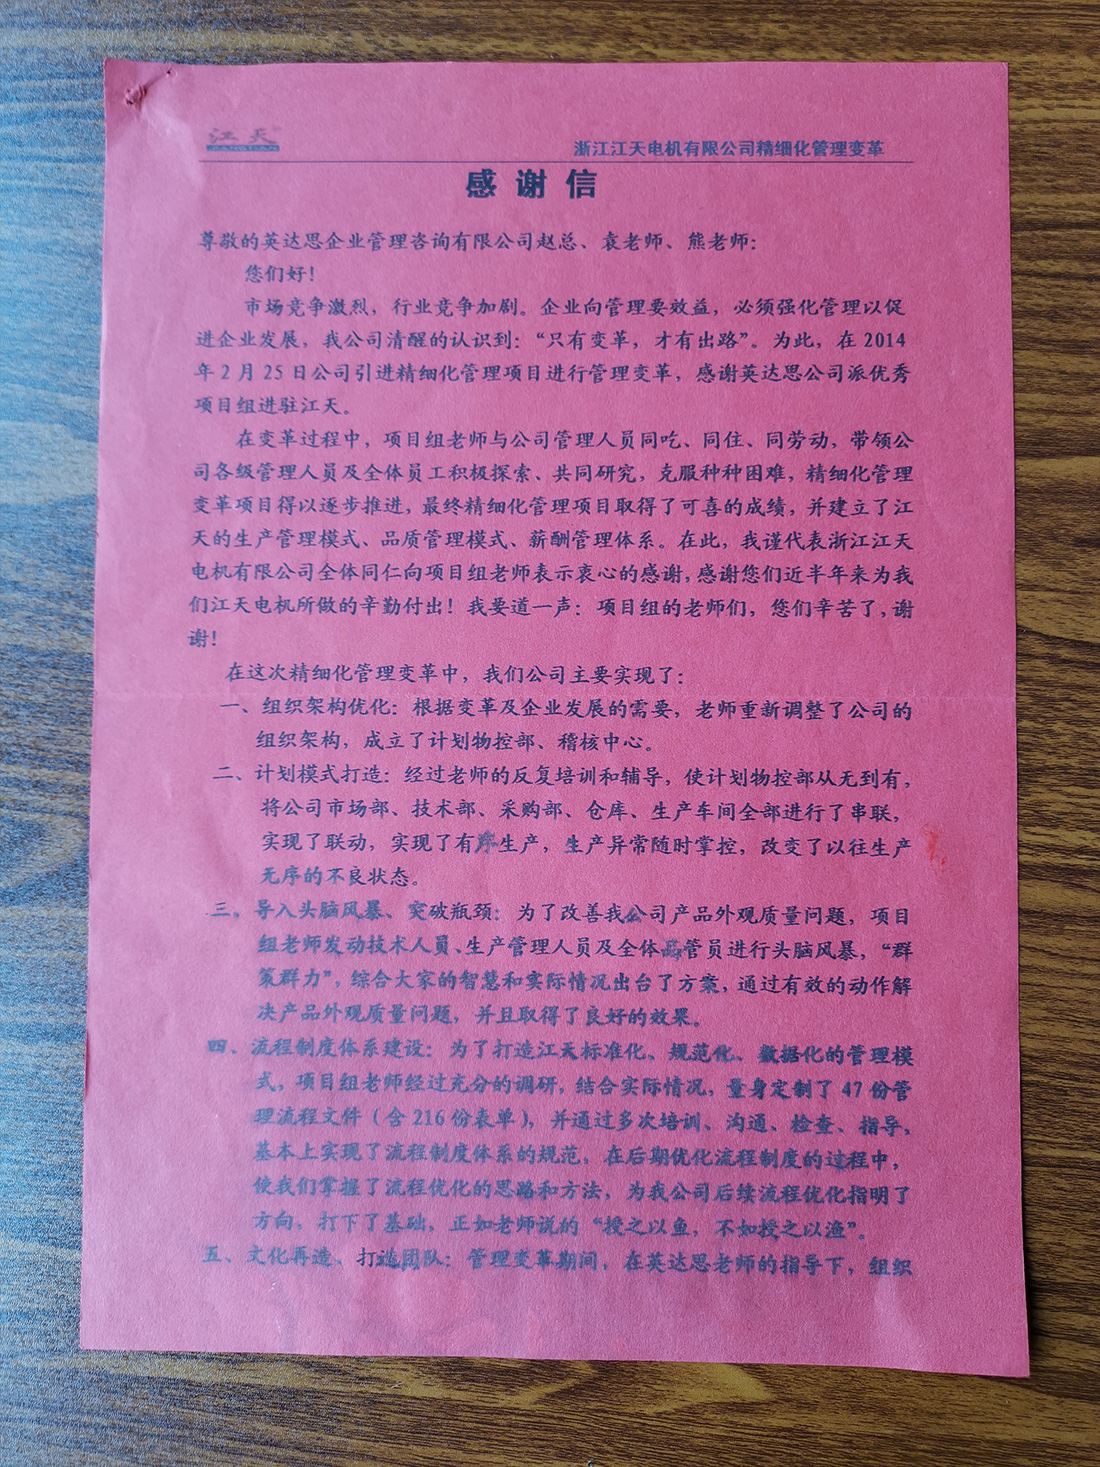 江天
JIANGTIAN
浙江江天电机有限公司精细化管理变革
感谢信
尊敬的英达思企业管理咨询有限公司赵总、袁老师、熊老师：
您们好！
市场竞争激烈，行业竞争加剧。企业向管理要效益，必须强化管理以促
进企业发展，我公司清醒的认识到：“只有变革，才有出路”。为此，在 2014
年 2 月 25 日公司引进精细化管理项目进行管理变革，感谢英达思公司派优秀
项目组进驻江天。
在变革过程中，项目组老师与公司管理人员同吃、同住、同劳动，带领公
司各级管理人员及全体员工积极探索、共同研究，克服种种困难，精细化管理
变革项目得以逐步推进，最终精细化管理项目取得了可喜的成绩，并建立了江
天的生产管理模式、品质管理模式、薪酬管理体系。在此，我谨代表浙江江天
电机有限公司全体同仁向项目组老师表示衷心的感谢，感谢您们近半年来为我
们江天电机所做的辛勤付出！我要道一声：项目组的老师们，您们辛苦了，谢
谢！
在这次精细化管理变革中，我们公司主要实现了：
一、组织架构优化：根据变革及企业发展的需要，老师重新调整了公司的
组织架构，成立了计划物控部、稽核中心。
二、计划模式打造：经过老师的反复培训和辅导，使计划物控部从无到有，
将公司市场部、技术部、采购部、仓库、生产车间全部进行了串联，
实现了联动，实现了有序生产，生产异常随时掌控，改变了以往生产
无序的不良状态。
三、导入头脑风暴、突破瓶颈：为了改善我公司产品外观质量问题，项目
组老师发动技术人员、生产管理人员及全体品管员进行头脑风暴，“群
策群力”，综合大家的智慧和实际情况出台了方案，通过有效的动作解
决产品外观质量问题，并且取得了良好的效果。
四、流程制度体系建设：为了打造江天标准化、规范化、数据化的管理模
式，项目组老师经过充分的调研，结合实际情况，量身定制了 47 份管
理流程文件（含 216 份表单），并通过多次培训、沟通、检查、指导，
基本上实现了流程制度体系的规范，在后期优化流程制度的过程中，
使我们掌握了流程优化的思路和方法，为我公司后续流程优化指明了
方向，打下了基础，正如老师说的“授之以鱼，不如授之以渔”。
五、文化再造、打造团队：管理变革期间，在英达思老师的指导下，组织